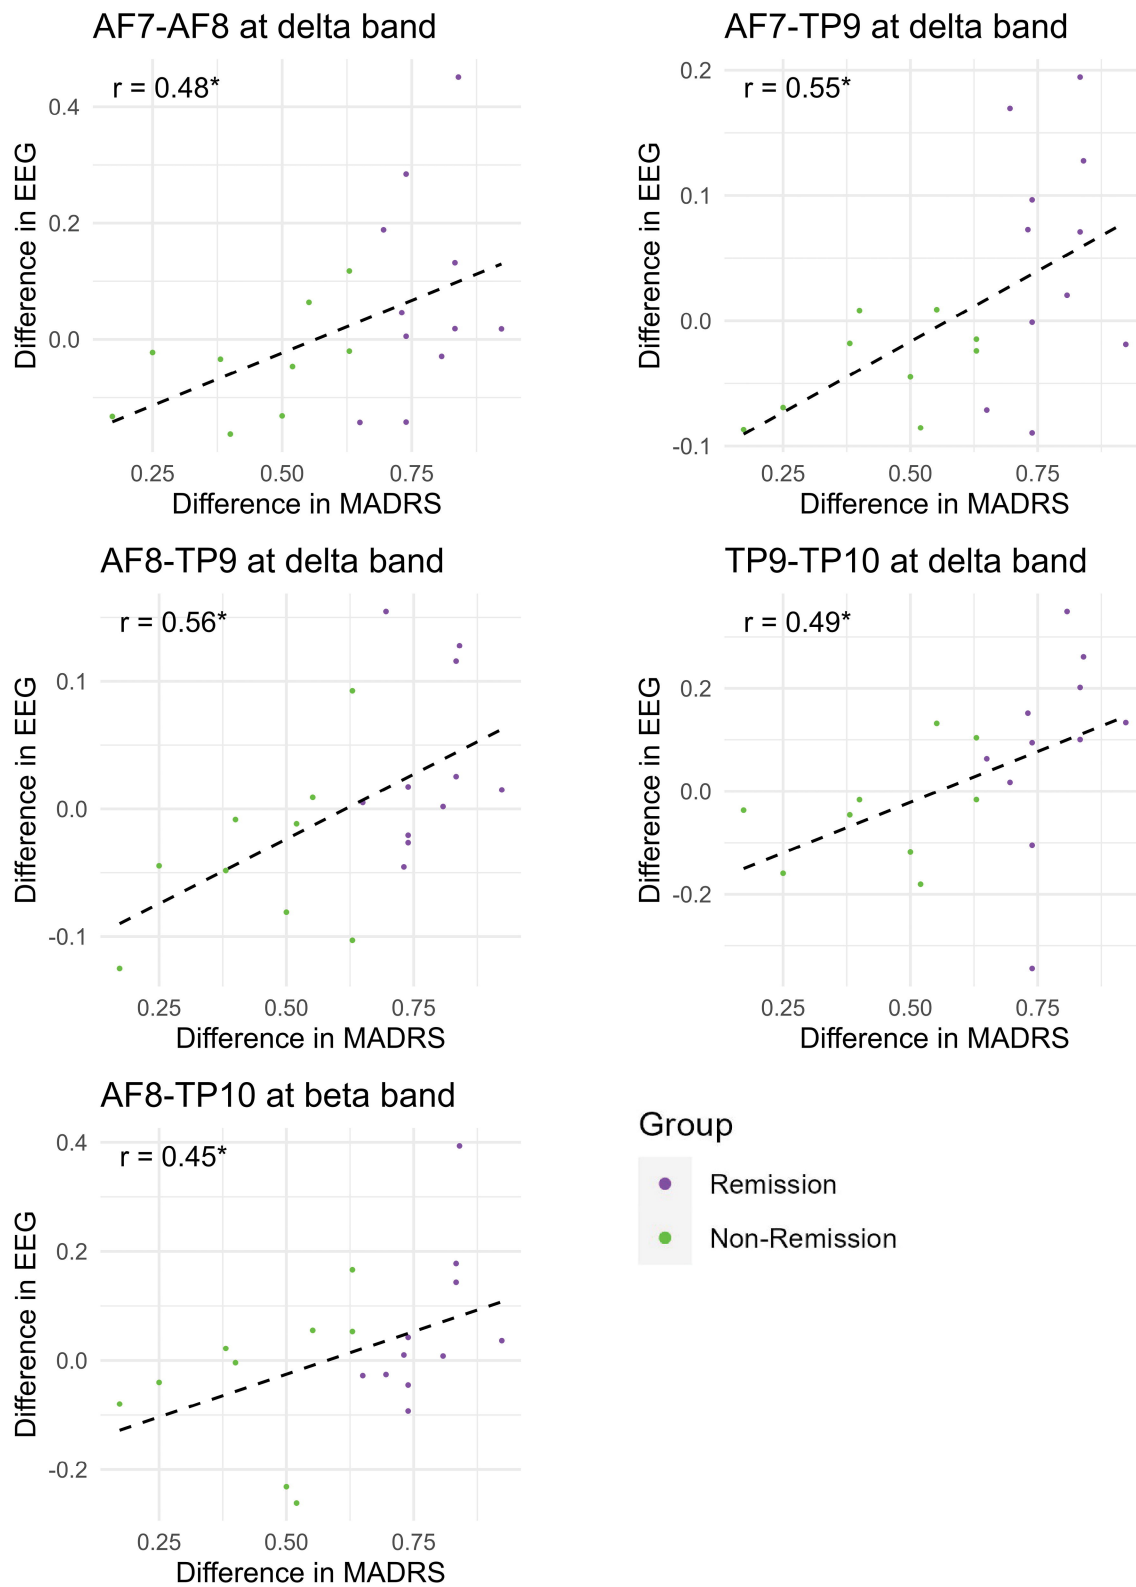 AF7-AF8 at delta band
r = 0.48*
Difference in EEG
0.4
0.2
0.0
0.25 0.50 0.75
Difference in MADRS
AF7-TP9 at delta band
r = 0.55*
Difference in EEG
0.2
0.1
0.0
-0.1
0.25 0.50 0.75
Difference in MADRS
AF8-TP9 at delta band
r = 0.56*
Difference in EEG
0.1
0.0
-0.1
0.25 0.50 0.75
Difference in MADRS
TP9-TP10 at delta band
r = 0.49*
Difference in EEG
0.2
0.0
-0.2
0.25 0.50 0.75
Difference in MADRS
AF8-TP10 at beta band
r = 0.45*
Difference in EEG
0.4
0.2
0.0
-0.2
0.25 0.50 0.75
Difference in MADRS
Group
Remission
Non-Remission